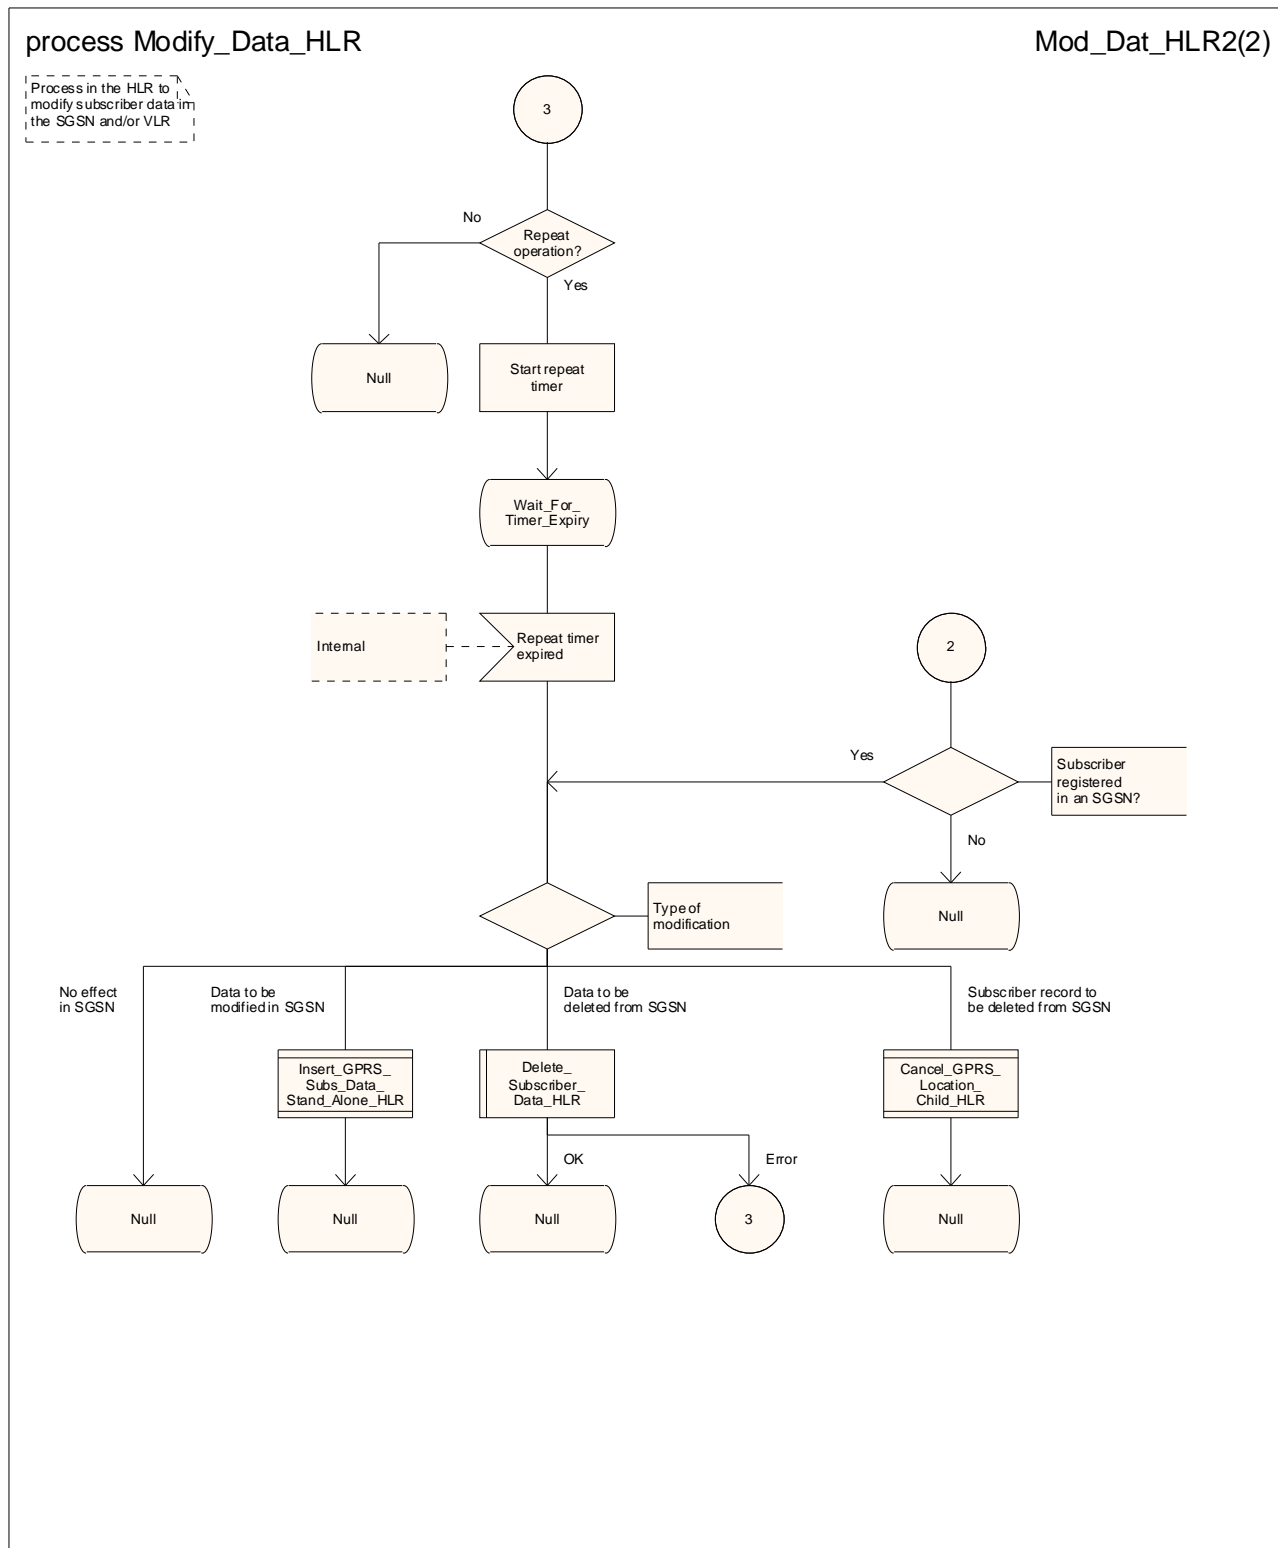 process Modify_Data_HLR
Mod_Dat_HLR2(2)
Process in the HLR to
modify subscriber data in
the SGSN and/or VLR
3
No
Repeat
operation?
Yes
Null
Start repeat
timer
Wait_For_
Timer_Expiry
Internal
Repeat timer
expired
2
Yes
Subscriber
registered
in an SGSN?
No
Type of
modification
Null
No effect
in SGSN
Data to be
modified in SGSN
Data to be
deleted from SGSN
Subscriber record to
be deleted from SGSN
Insert_GPRS_
Subs_Data_
Stand_Alone_HLR
Delete_
Subscriber_
Data_HLR
Cancel_GPRS_
Location_
Child_HLR
OK
Error
Null
Null
Null
3
Null